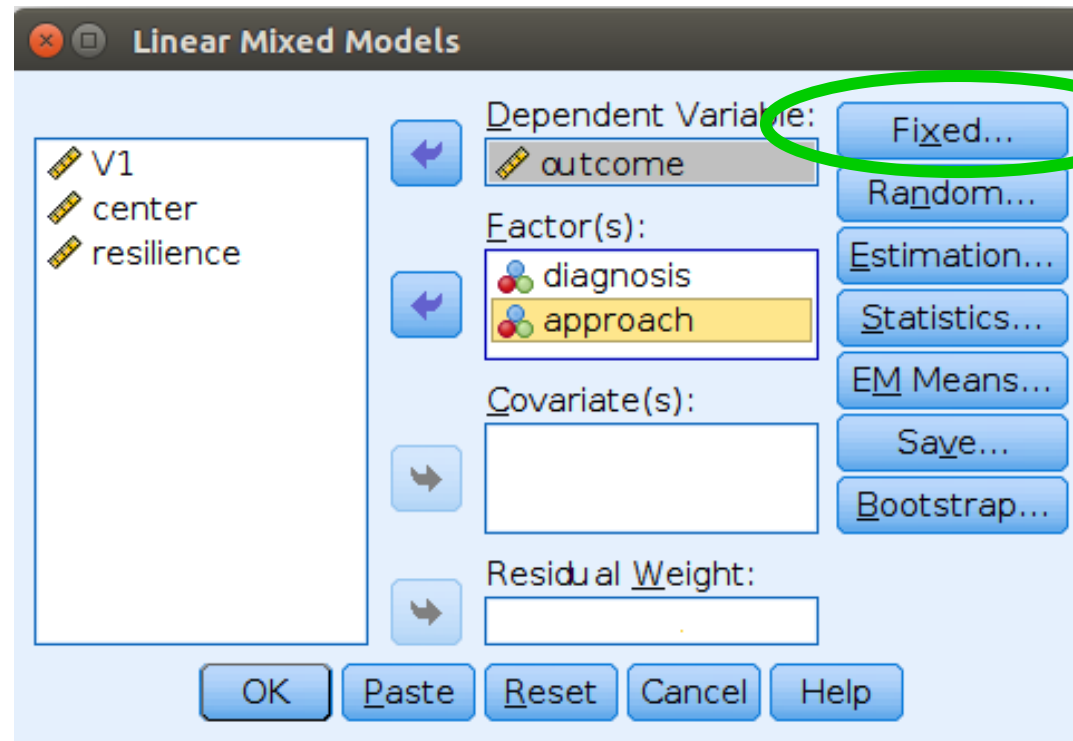 Linear Mixed Models
V1
center
resilience
Dependent Variable:
outcome
Factor(s):
diagnosis
approach
Covariate(s):
Residual Weight:
Fixed...
Random...
Estimation...
Statistics...
EM Means...
Save...
Bootstrap...
OK Paste Reset Cancel Help